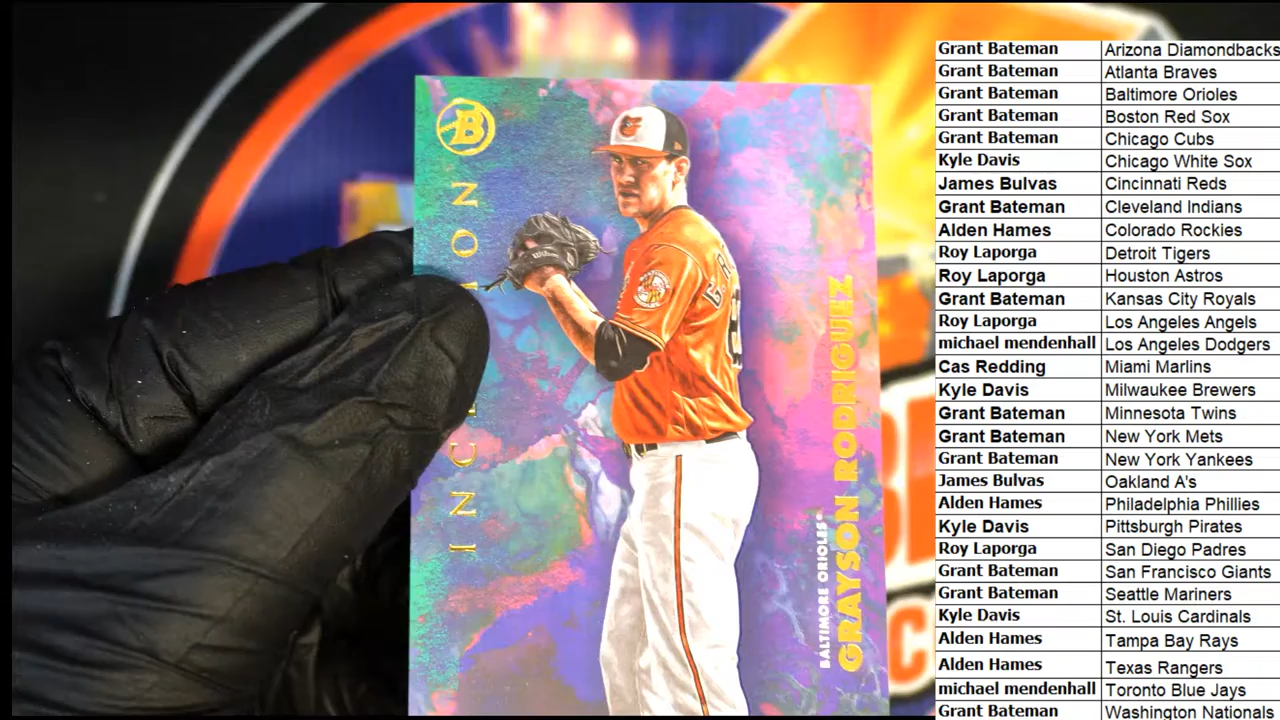 B
INCEPTION
Wilson
BALTIMORE ORIOLES
GRAYSON RODRIGUEZ
Grant Bateman Arizona Diamondbacks
Grant Bateman Atlanta Braves
Grant Bateman Baltimore Orioles
Grant Bateman Boston Red Sox
Grant Bateman Chicago Cubs
Kyle Davis Chicago White Sox
James Bulvas Cincinnati Reds
Grant Bateman Cleveland Indians
Alden Hames Colorado Rockies
Roy Laporga Detroit Tigers
Roy Laporga Houston Astros
Grant Bateman Kansas City Royals
Roy Laporga Los Angeles Angels
michael mendenhall Los Angeles Dodgers
Cas Redding Miami Marlins
Kyle Davis Milwaukee Brewers
Grant Bateman Minnesota Twins
Grant Bateman New York Mets
Grant Bateman New York Yankees
James Bulvas Oakland A's
Alden Hames Philadelphia Phillies
Kyle Davis Pittsburgh Pirates
Roy Laporga San Diego Padres
Grant Bateman San Francisco Giants
Grant Bateman Seattle Mariners
Kyle Davis St. Louis Cardinals
Alden Hames Tampa Bay Rays
Alden Hames Texas Rangers
michael mendenhall Toronto Blue Jays
Grant Bateman Washington Nationals